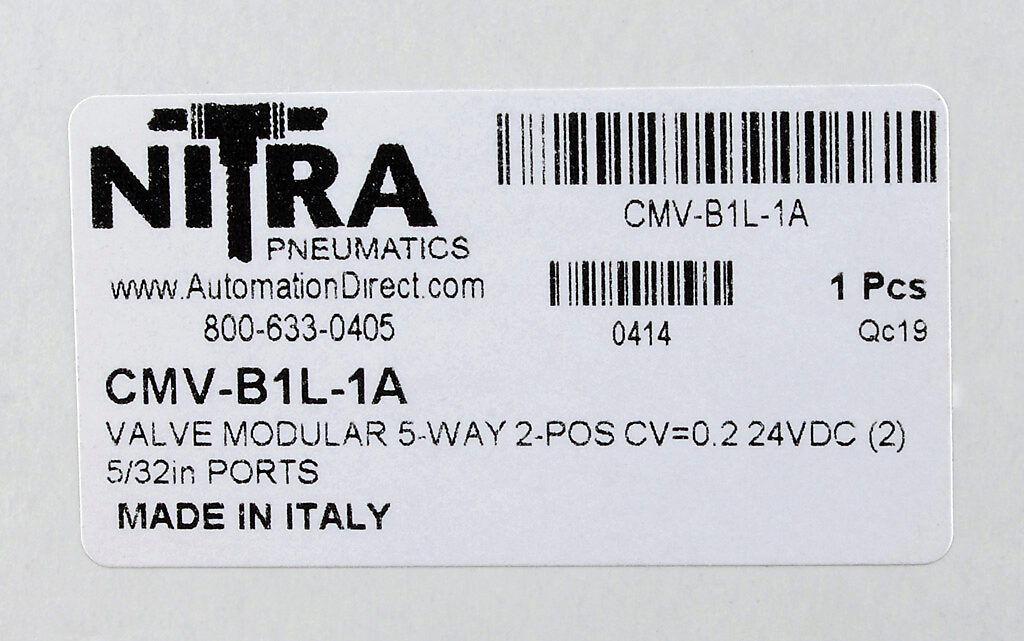 NITRA
PNEUMATICS
www.AutomationDirect.com
800-633-0405
CMV-B1L-1A
0414
1 Pcs
Qc19
CMV-B1L-1A
VALVE MODULAR 5-WAY 2-POS CV=0.2 24VDC (2)
5/32in PORTS
MADE IN ITALY